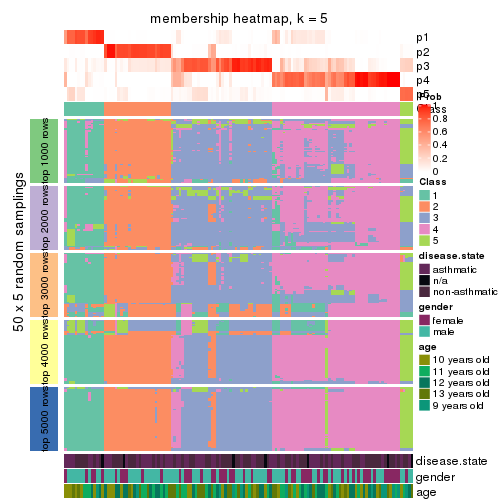 membership heatmap, k = 5
p1
p2
p3
p4
p5
Prob
1
0.8
0.6
0.4
0.2
0
Class
Class
1
2
3
4
5
disease.state
asthmatic
n/a
non-asthmatic
gender
female
male
age
10 years old
11 years old
12 years old
13 years old
9 years old
50 x 5 random samplings
top 1000 rows
top 2000 rows
top 3000 rows
top 4000 rows
top 5000 rows
disease.state
gender
age